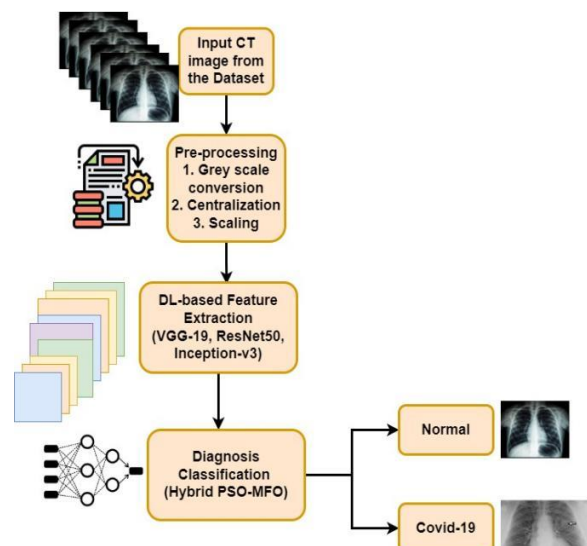 Input CT
image from
the Dataset
Pre-processing
1. Grey scale
conversion
2. Centralization
3. Scaling
DL-based Feature
Extraction
(VGG-19, ResNet50,
Inception-v3)
Diagnosis
Classification
(Hybrid PSO-MFO)
Normal
Covid-19